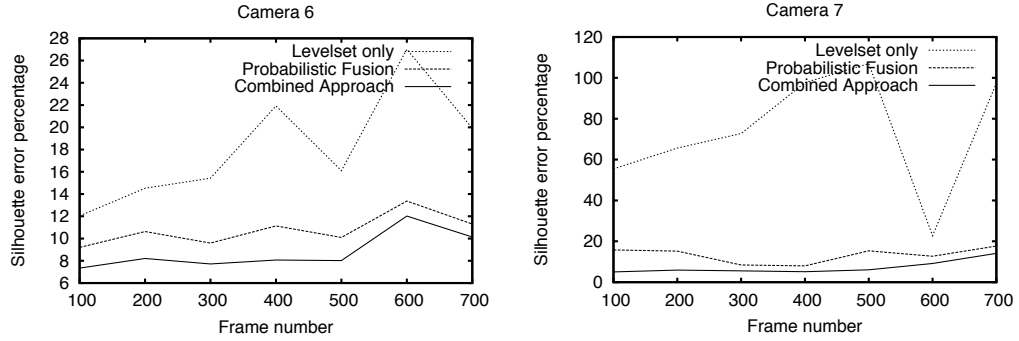 Camera 6
Silhouette error percentage
28
26
24
22
20
18
16
14
12
10
8
6
Levelset only
Probabilistic Fusion
Combined Approach
100 200 300 400 500 600 700
Frame number
Camera 7
Silhouette error percentage
120
100
80
60
40
20
0
Levelset only
Probabilistic Fusion
Combined Approach
100 200 300 400 500 600 700
Frame number